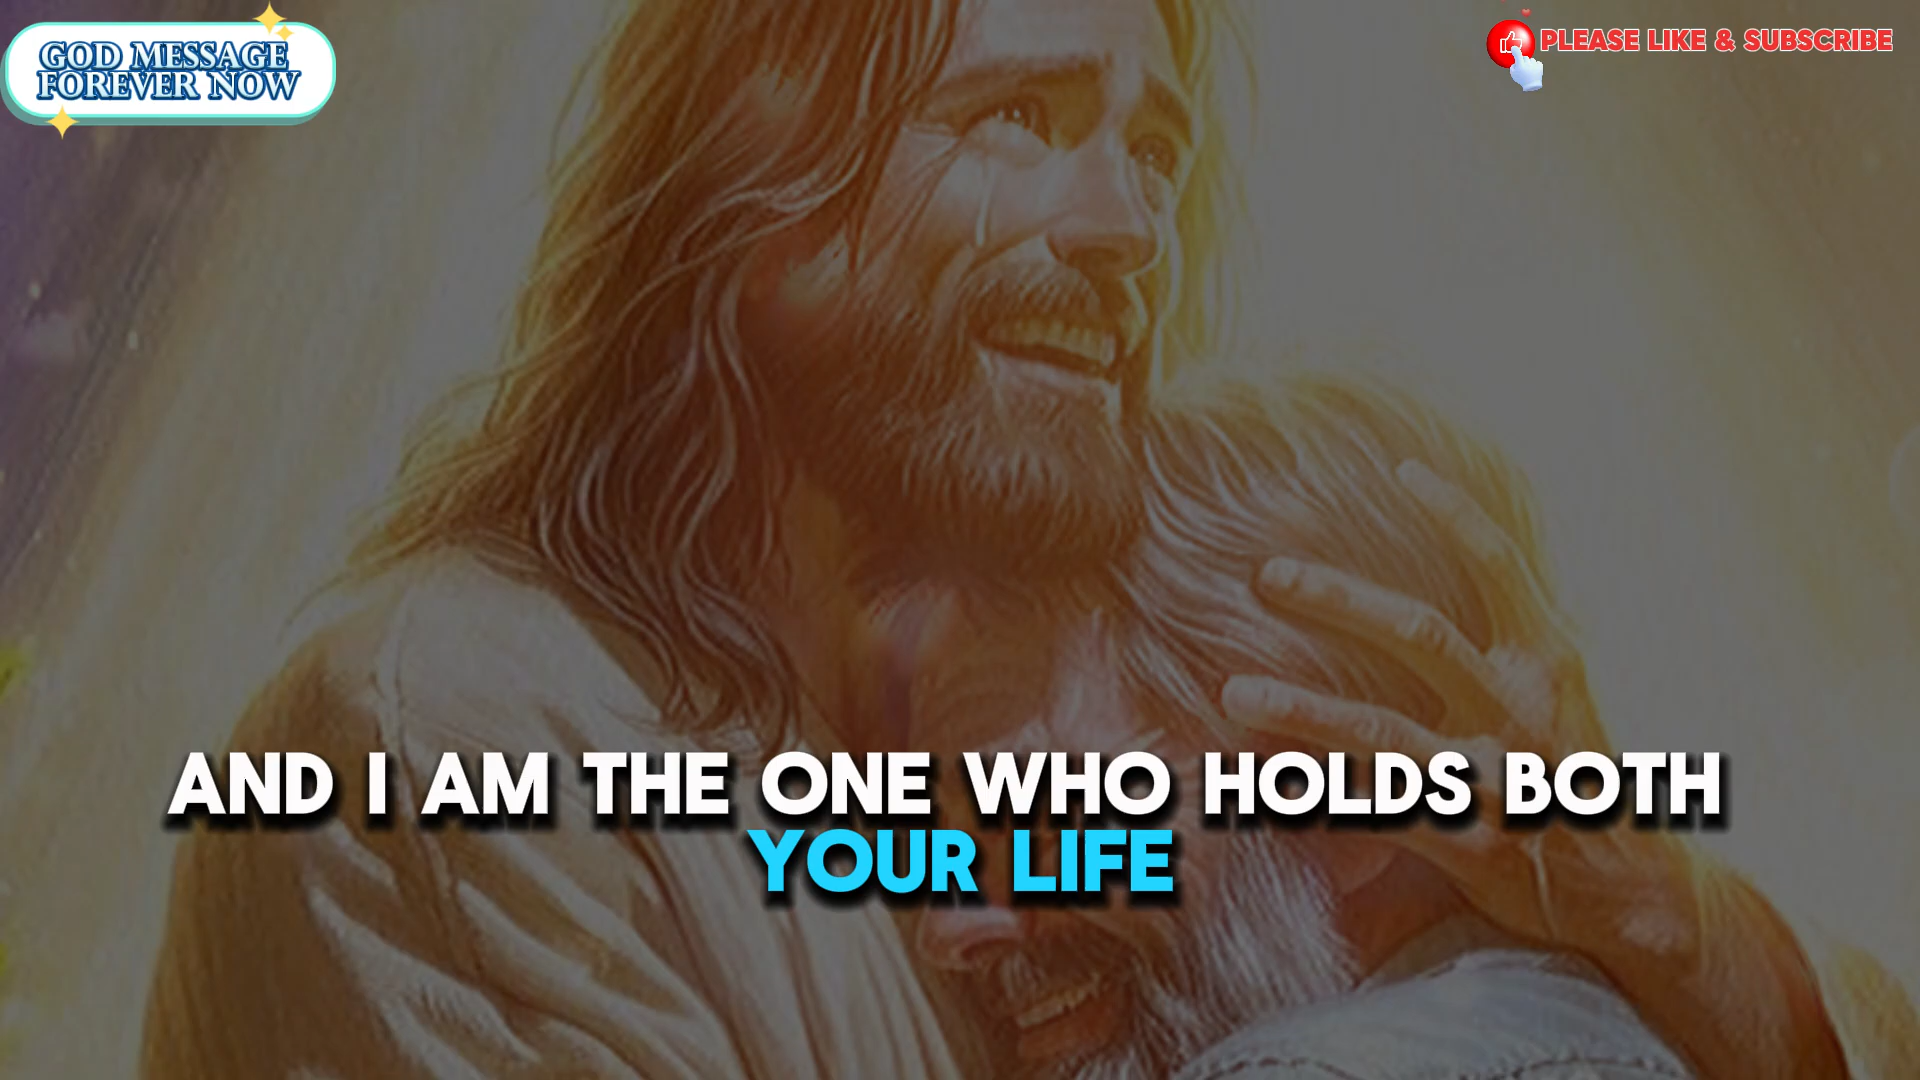 GOD MESSAGE
FOREVER NOW
PLEASE LIKE & SUBSCRIBE
AND I AM THE ONE WHO HOLDS BOTH
YOUR LIFE